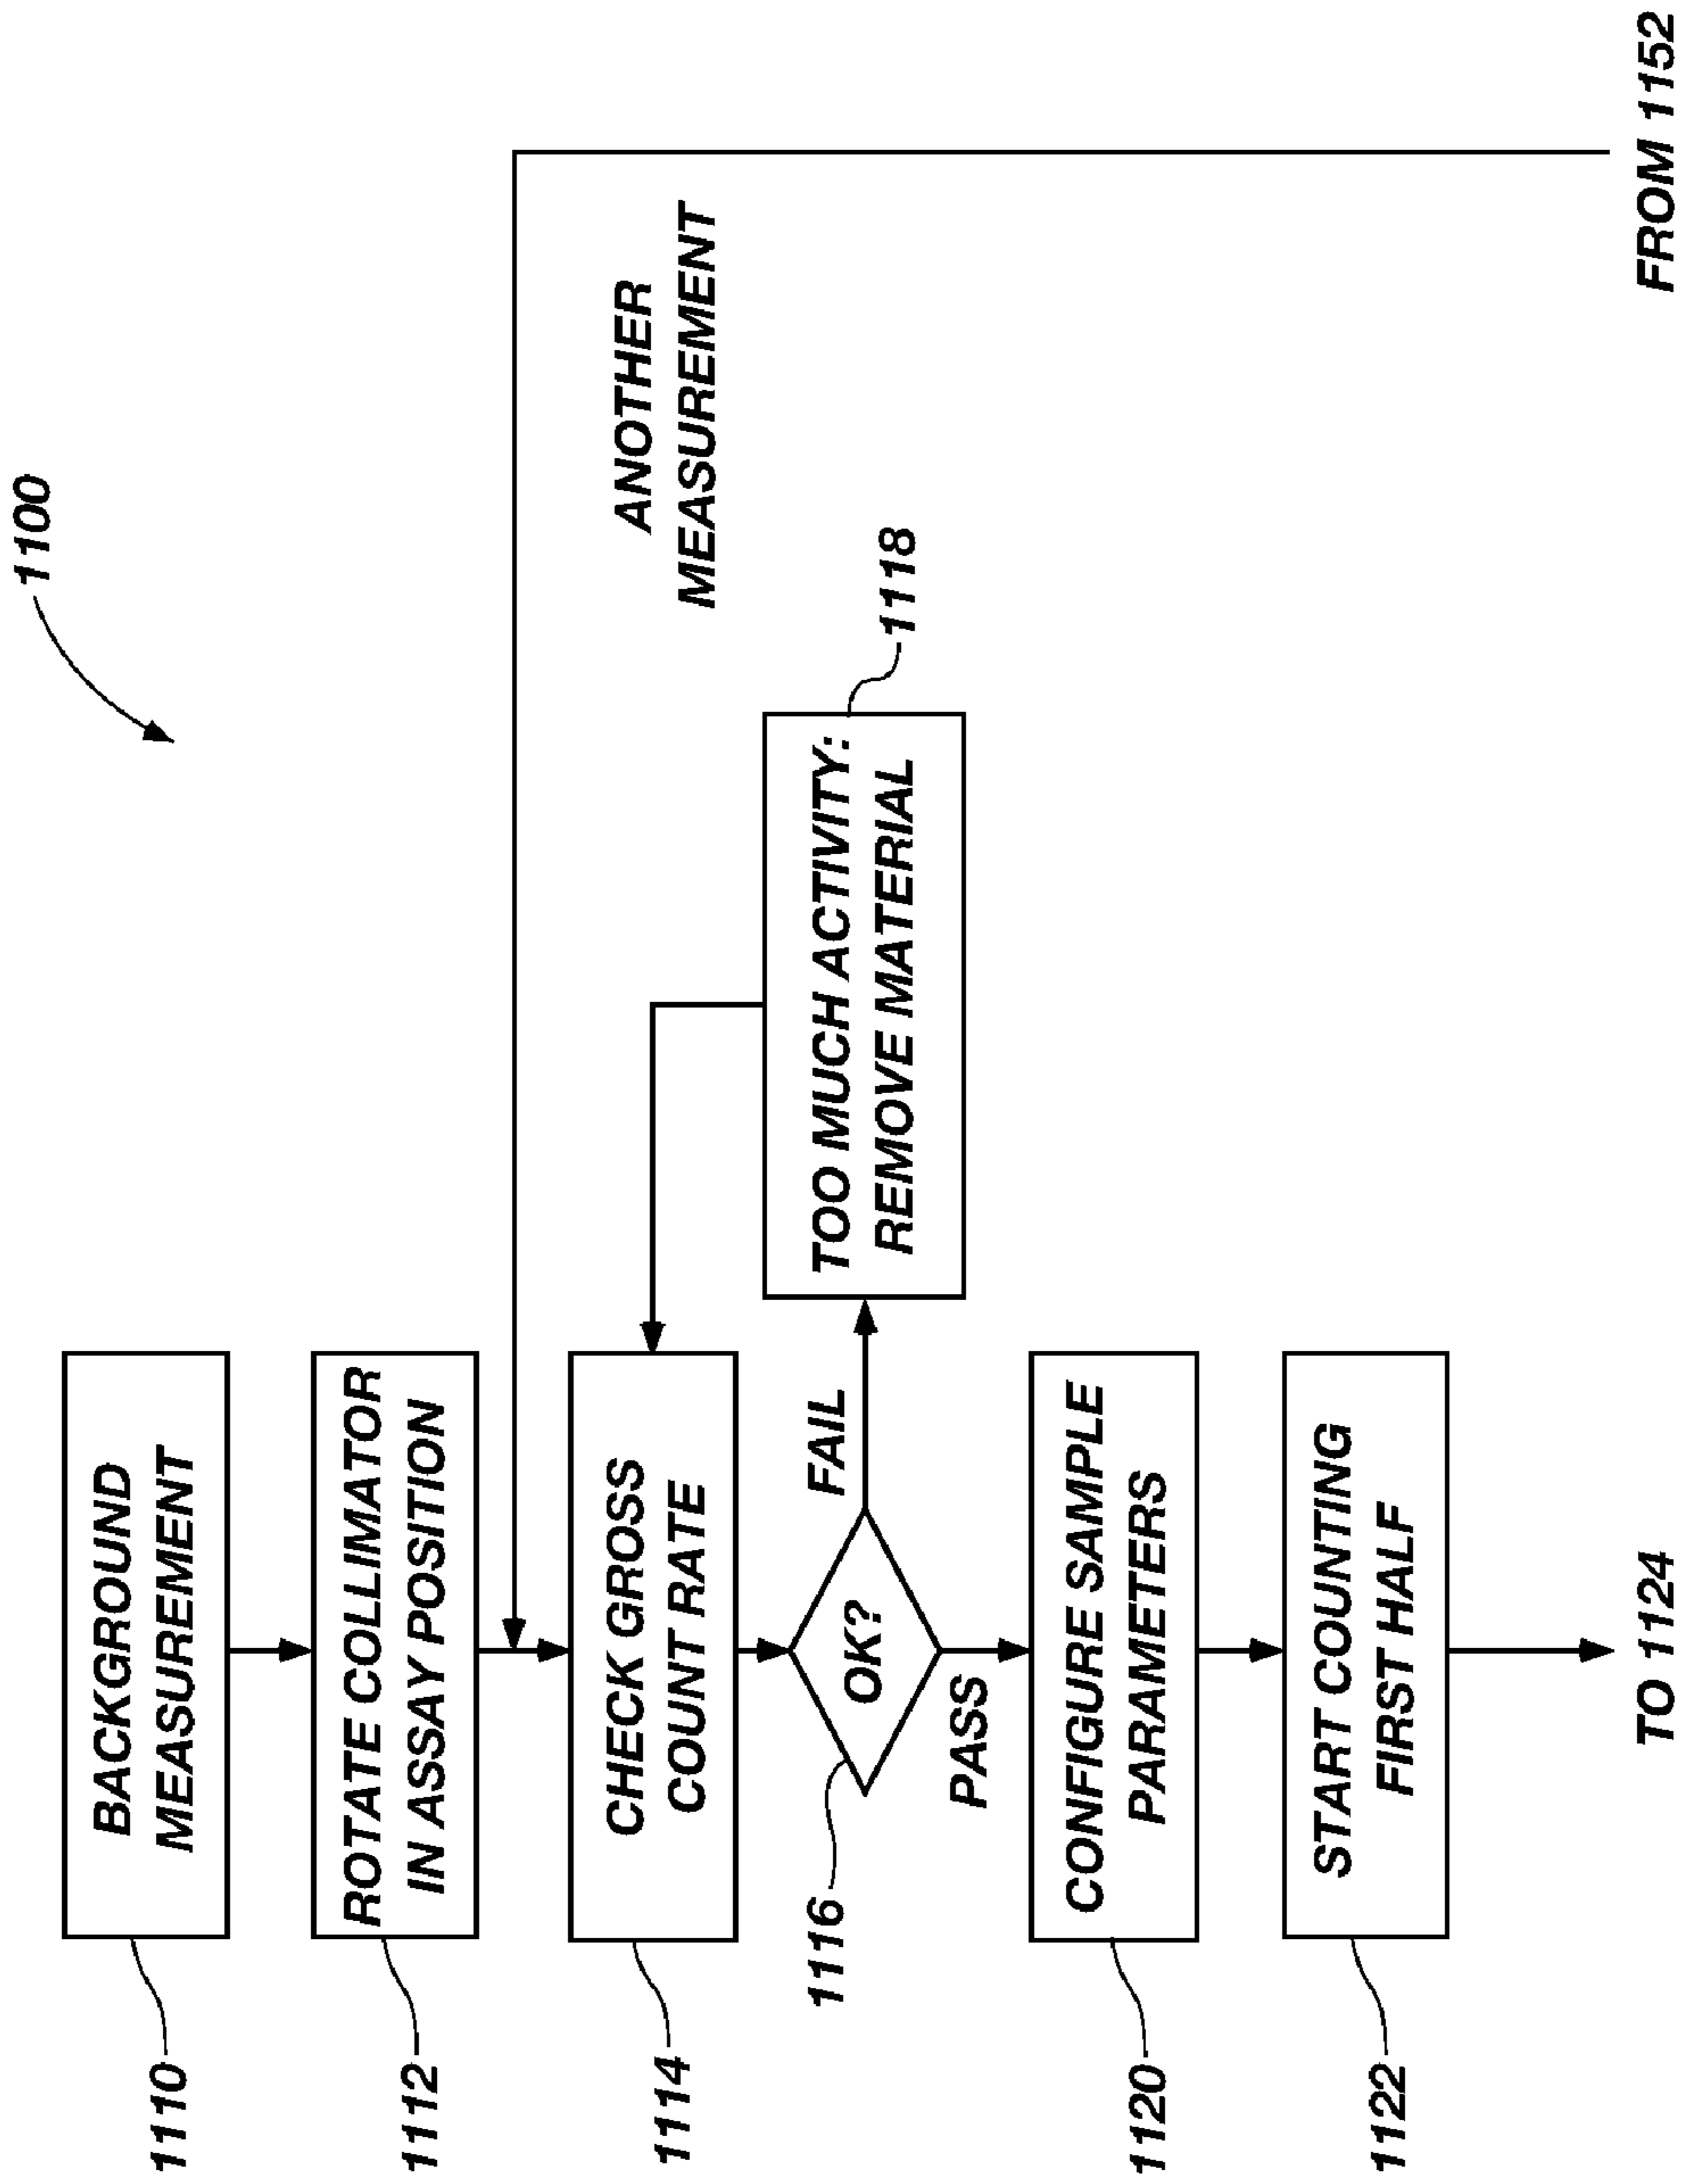 1100
1110
BACKGROUND
MEASUREMENT
1112
ROTATE COLLIMATOR
IN ASSAY POSITION
ANOTHER
MEASUREMENT
1114
CHECK GROSS
COUNT RATE
1116
OK?
FAIL
1118
TOO MUCH ACTIVITY:
REMOVE MATERIAL
PASS
1120
CONFIGURE SAMPLE
PARAMETERS
1122
START COUNTING
FIRST HALF
TO 1124
FROM 1152